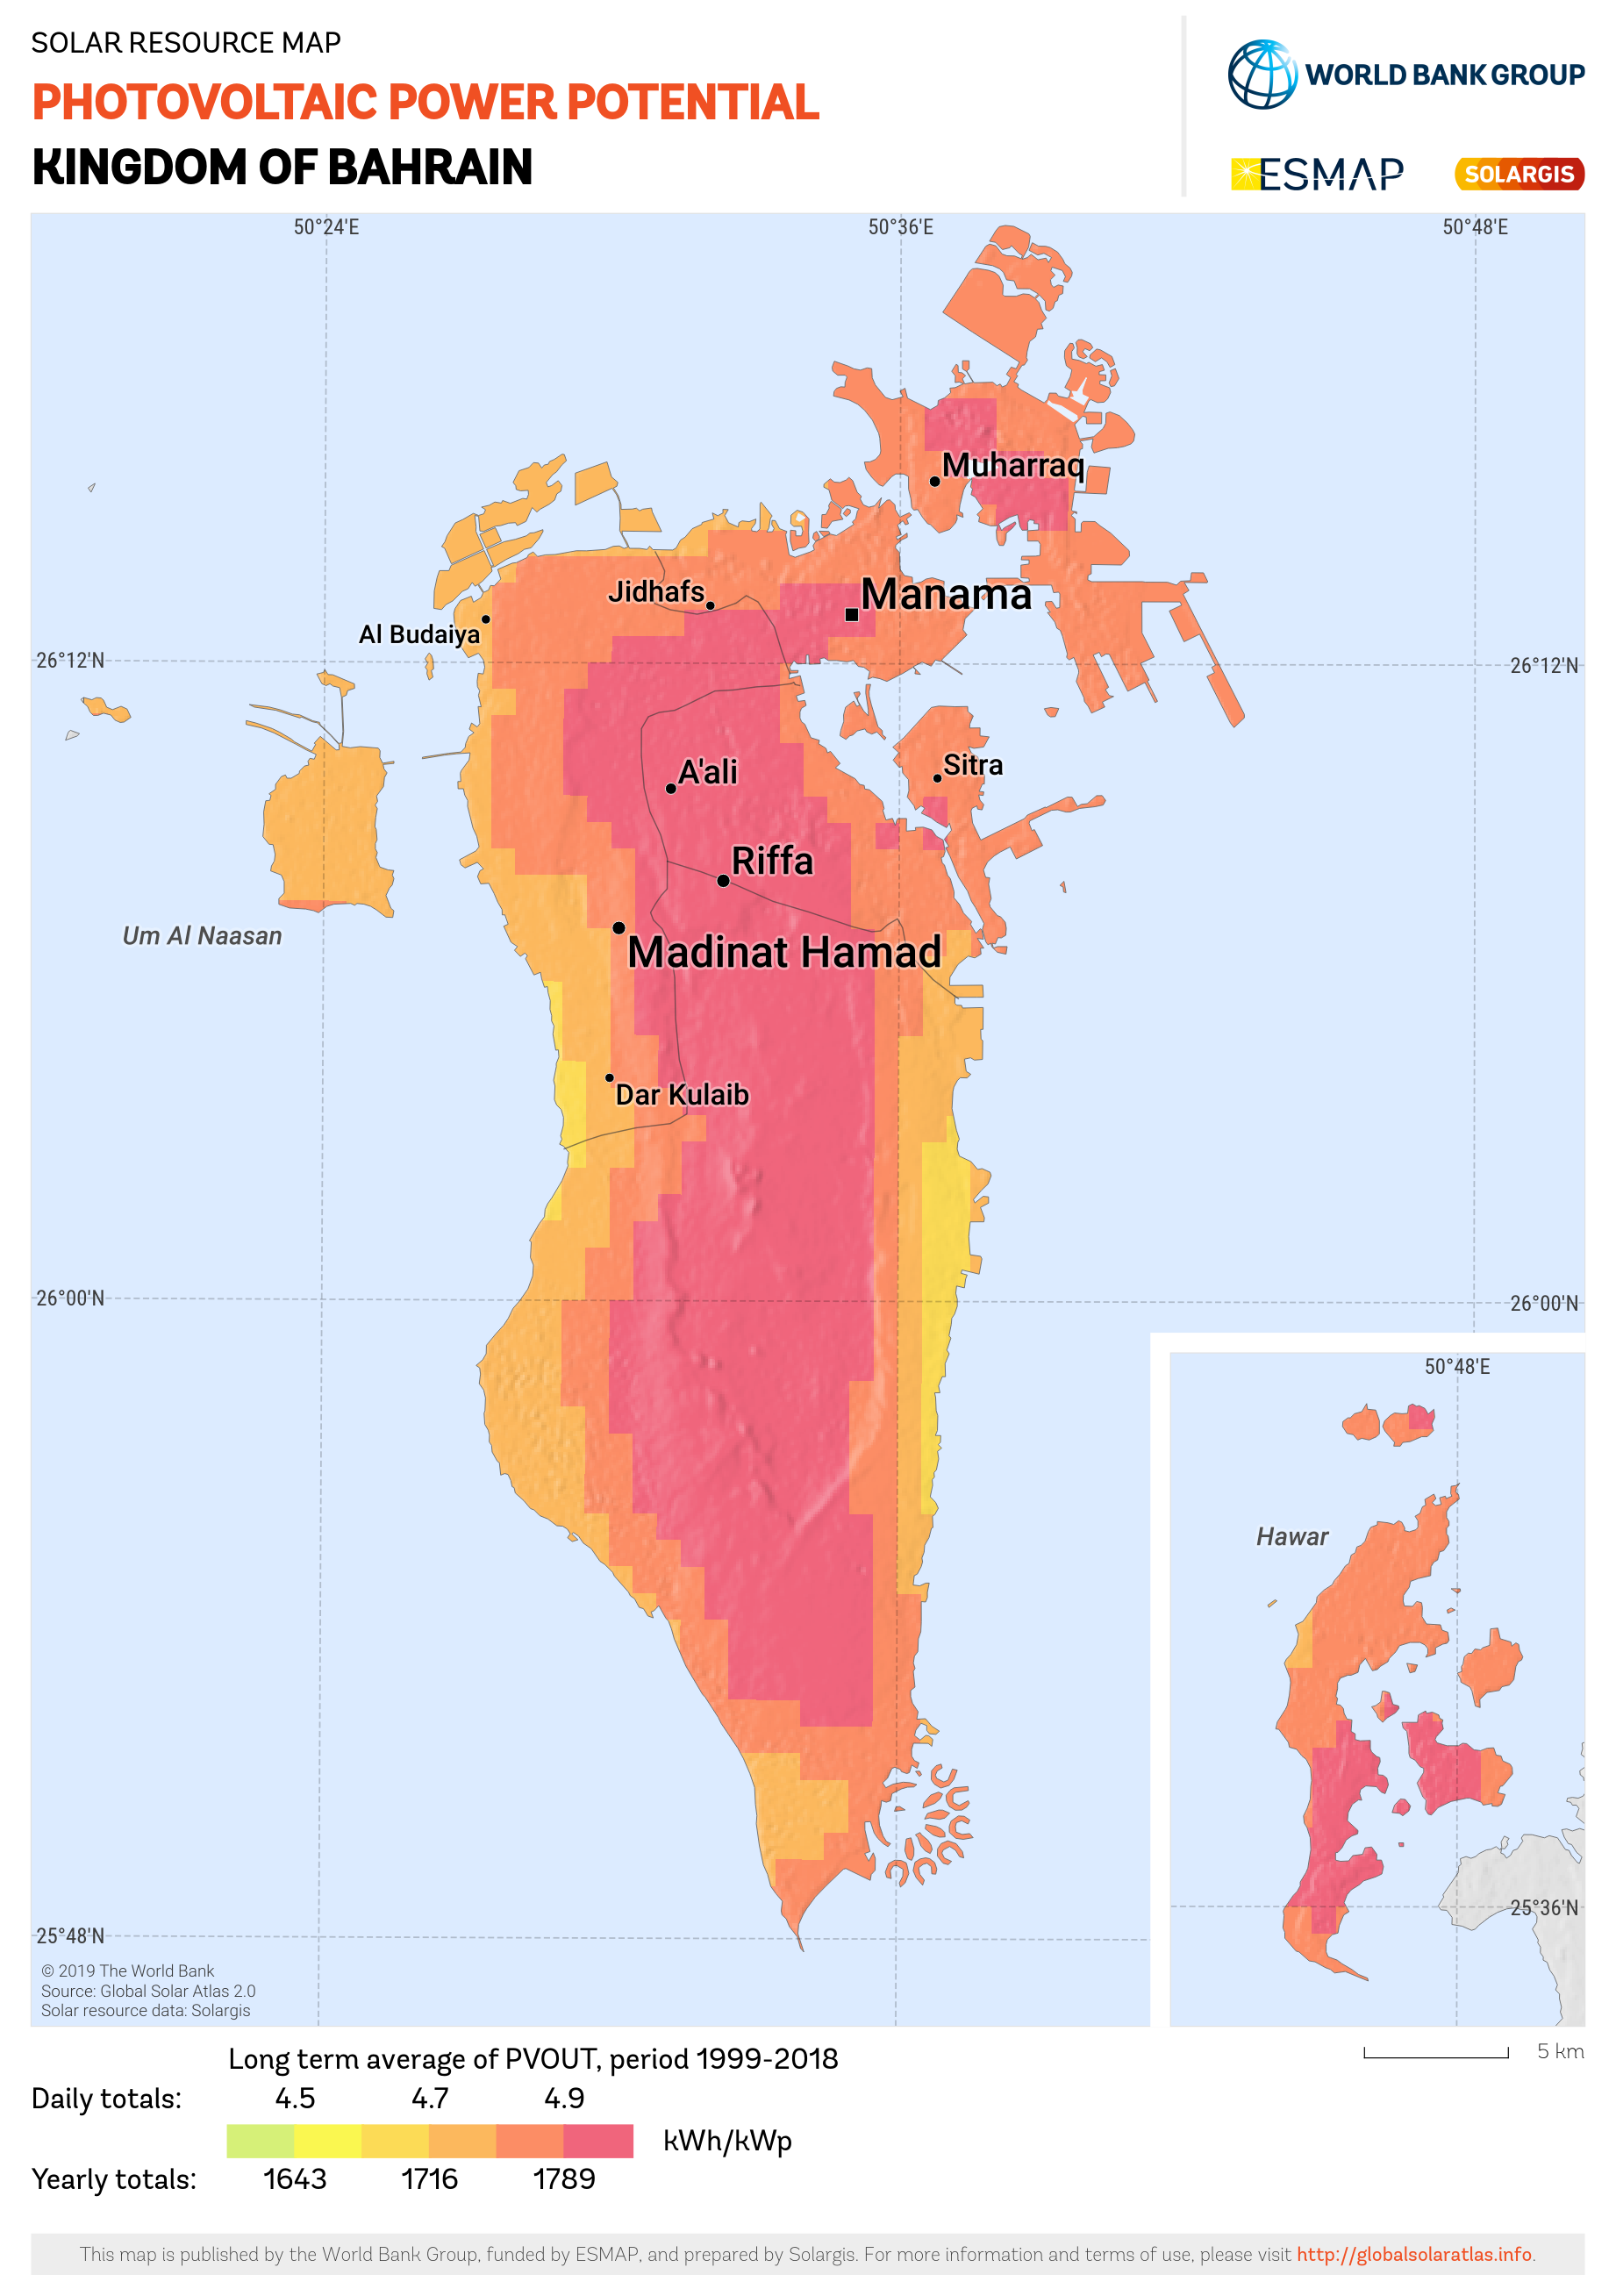 SOLAR RESOURCE MAP
PHOTOVOLTAIC POWER POTENTIAL
KINGDOM OF BAHRAIN
WORLD BANK GROUP
ESMAP
SOLARGIS
50°24'E
50°36'E
50°48'E
Muharraq
Manama
Jidhafs
Al Budaiya
26°12'N
26°12'N
Sitra
A'ali
Riffa
Um Al Naasan
Madinat Hamad
Dar Kulaib
26°00'N
26°00'N
50°48'E
Hawar
25°36'N
25°48'N
© 2019 The World Bank
Source: Global Solar Atlas 2.0
Solar resource data: Solargis
5 km
Long term average of PVOUT, period 1999-2018
Daily totals: 4.5 4.7 4.9
kWh/kWp
Yearly totals: 1643 1716 1789
This map is published by the World Bank Group, funded by ESMAP, and prepared by Solargis. For more information and terms of use, please visit http://globalsolaratlas.info.